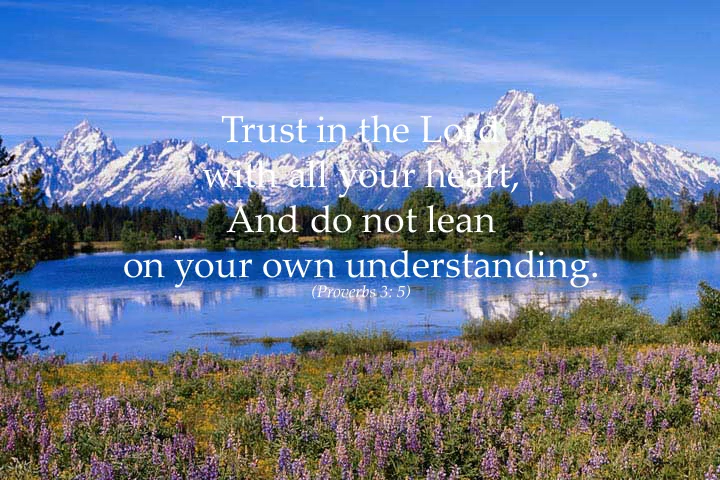 Trust in the Lord
with all your heart,
And do not lean
on your own understanding.
(Proverbs 3: 5)